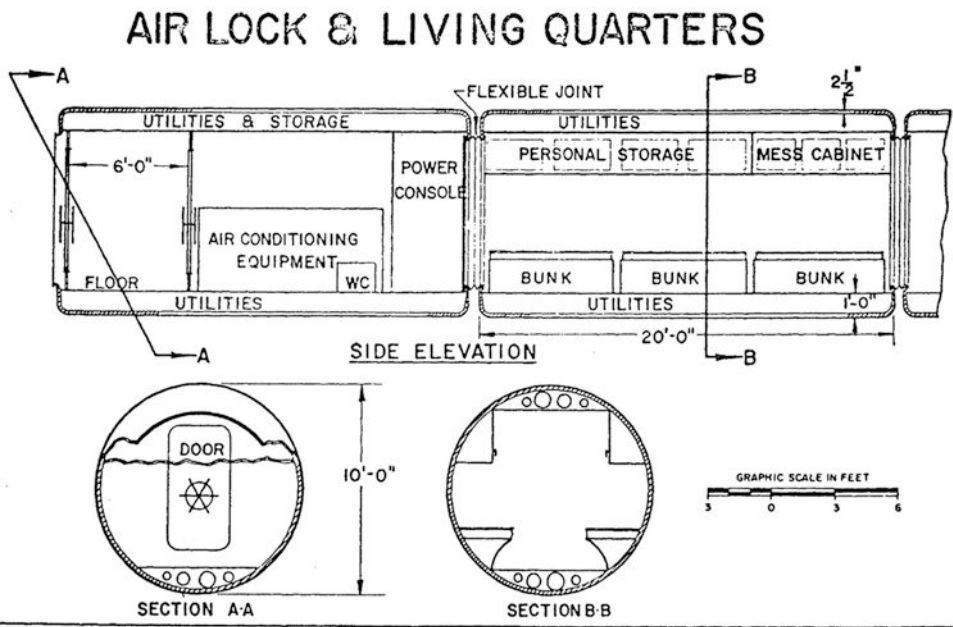 AIR LOCK & LIVING QUARTERS
A
B
2½"
FLEXIBLE JOINT
UTILITIES & STORAGE
UTILITIES
6'-0"
POWER
CONSOLE
PERSONAL STORAGE
MESS CABINET
AIR CONDITIONING
EQUIPMENT
WC
FLOOR
BUNK
BUNK
BUNK
UTILITIES
UTILITIES
1'-0"
20'-0"
A
SIDE ELEVATION
B
DOOR
10'-0"
GRAPHIC SCALE IN FEET
3 0 3 6
SECTION A-A
SECTION B-B